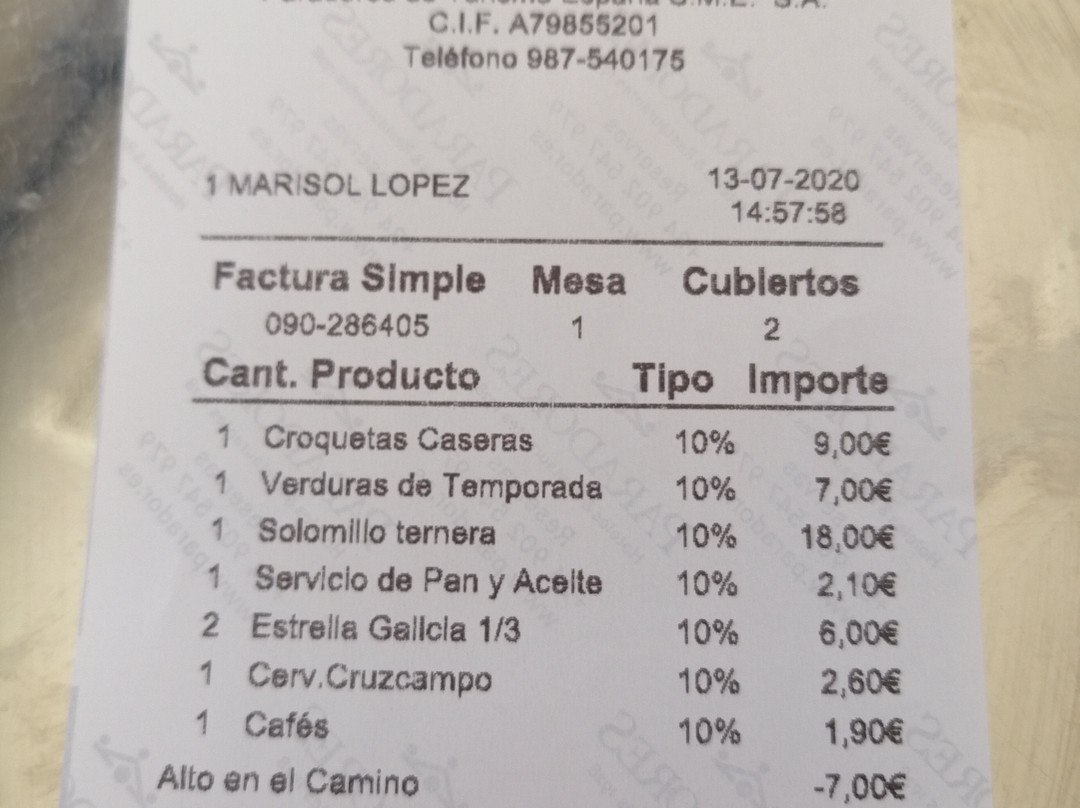 Paradores de Turismo España S.M.E. S.A.
C.I.F. A79855201
Teléfono 987-540175
1 MARISOL LOPEZ 13-07-2020
14:57:58
Factura Simple Mesa Cubiertos
090-286405 1 2
Cant. Producto Tipo Importe
1 Croquetas Caseras 10% 9,00€
1 Verduras de Temporada 10% 7,00€
1 Solomillo ternera 10% 18,00€
1 Servicio de Pan y Aceite 10% 2,10€
2 Estrella Galicia 1/3 10% 6,00€
1 Cerv.Cruzcampo 10% 2,60€
1 Cafés 10% 1,90€
Alto en el Camino -7,00€